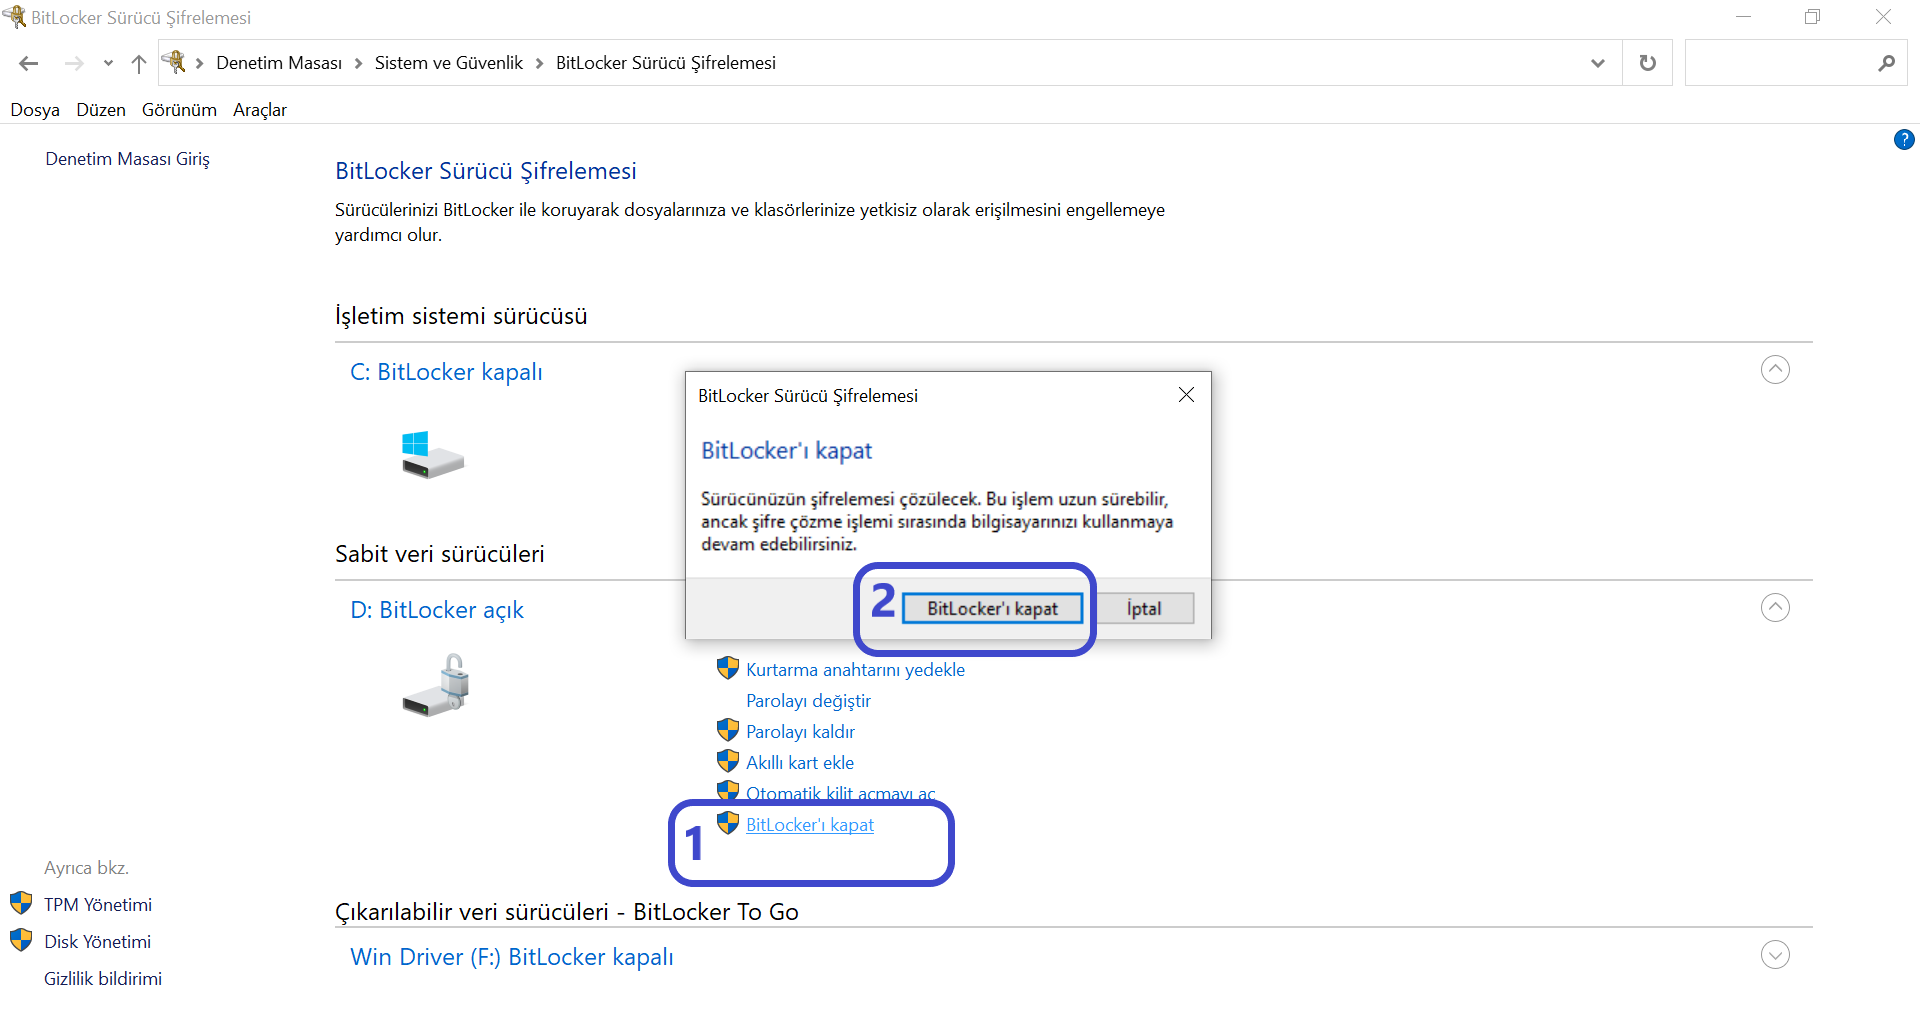 BitLocker Sürücü Şifrelemesi
Denetim Masası > Sistem ve Güvenlik > BitLocker Sürücü Şifrelemesi
Dosya Düzen Görünüm Araçlar
?
Denetim Masası Giriş
BitLocker Sürücü Şifrelemesi
Sürücülerinizi BitLocker ile koruyarak dosyalarınıza ve klasörlerinize yetkisiz olarak erişilmesini engellemeye
yardımcı olur.
İşletim sistemi sürücüsü
C: BitLocker kapalı
BitLocker Sürücü Şifrelemesi
BitLocker'ı kapat
Sürücünüzün şifrelemesi çözülecek. Bu işlem uzun sürebilir,
ancak şifre çözme işlemi sırasında bilgisayarınızı kullanmaya
devam edebilirsiniz.
2 BitLocker'ı kapat İptal
Sabit veri sürücüleri
D: BitLocker açık
Kurtarma anahtarını yedekle
Parolayı değiştir
Parolayı kaldır
Akıllı kart ekle
Otomatik kilit açmayı aç
1 BitLocker'ı kapat
Çıkarılabilir veri sürücüleri - BitLocker To Go
Win Driver (F:) BitLocker kapalı
Ayrıca bkz.
TPM Yönetimi
Disk Yönetimi
Gizlilik bildirimi